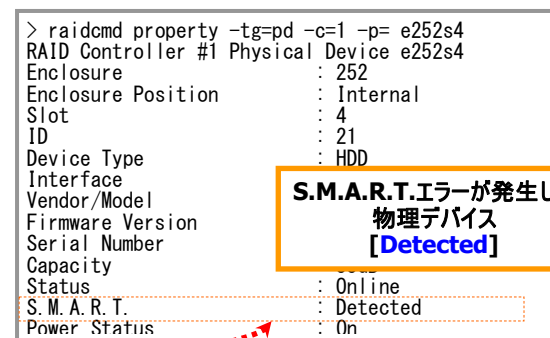 > raidcmd property -tg=pd -c=1 -p= e252s4
RAID Controller #1 Physical Device e252s4
Enclosure : 252
Enclosure Position : Internal
Slot : 4
ID : 21
Device Type : HDD
Interface
Vendor/Model
Firmware Version
Serial Number
Capacity
Status : Online
S.M.A.R.T. : Detected
Power Status : On
S.M.A.R.T.エラーが発生し
物理デバイス
[Detected]